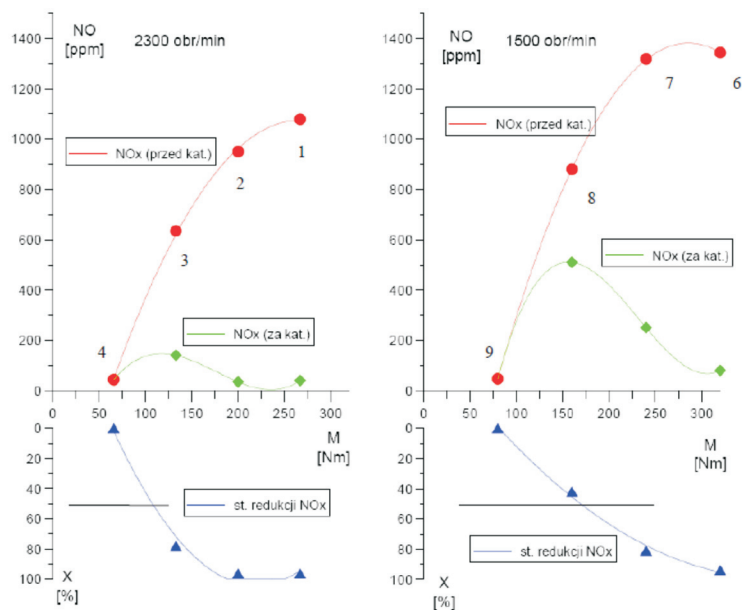 NO
[ppm]
2300 obr/min
1400
1200
1000
800
600
400
200
0
NOx (przed kat.)
1
2
3
4
NOx (za kat.)
0
50
100
150
200
250
300
M
[Nm]
0
20
40
60
80
100
st. redukcji NOx
X
[%]
NO
[ppm]
1500 obr/min
1400
1200
1000
800
600
400
200
0
NOx (przed kat.)
7
6
8
9
NOx (za kat.)
0
50
100
150
200
250
300
M
[Nm]
0
20
40
60
80
100
st. redukcji NOx
X
[%]